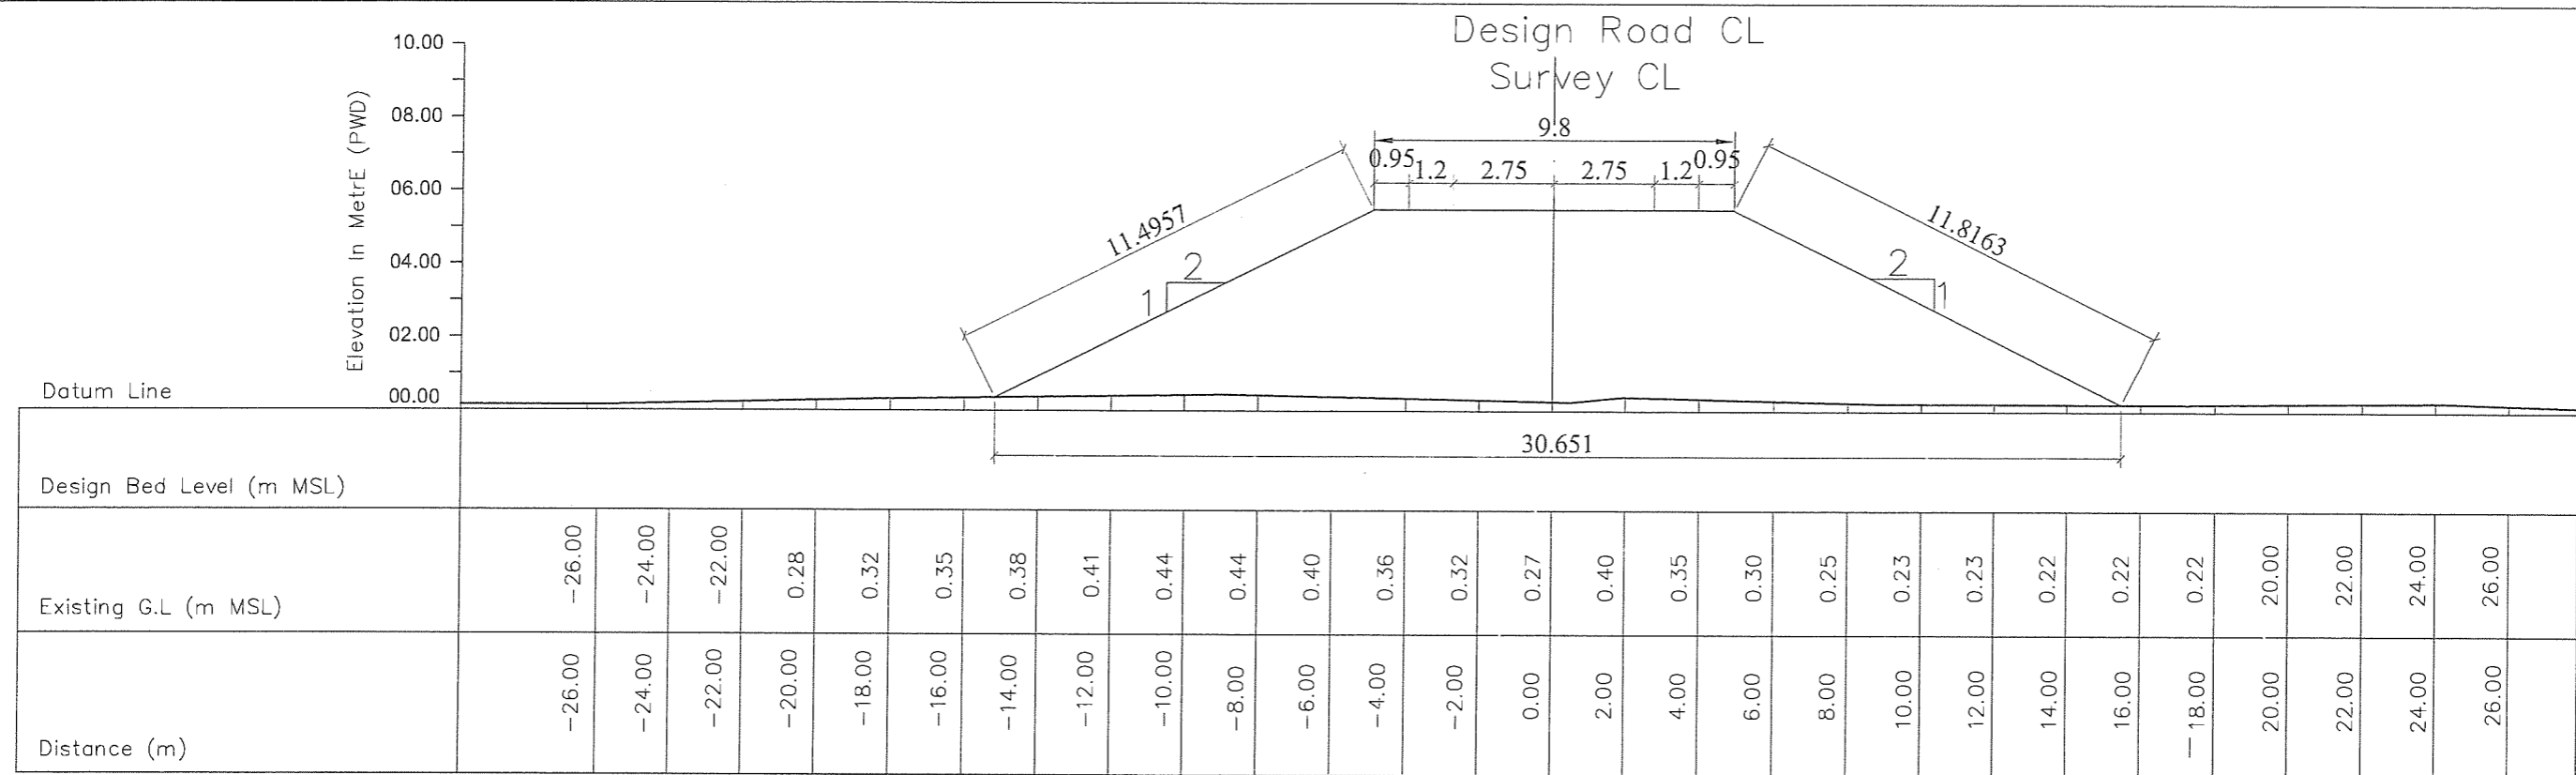 Design Road CL
Survey CL
10.00
08.00
06.00
04.00
02.00
00.00
Elevation In MetrE (PWD)
9.8
0.95 1.2 2.75 2.75 1.2 0.95
11.4957
11.8163
2
1
2
1
Datum Line
30.651
Design Bed Level (m MSL)
Existing G.L (m MSL) -26.00 -24.00 -22.00 0.28 0.32 0.35 0.38 0.41 0.44 0.44 0.40 0.36 0.32 0.27 0.40 0.35 0.30 0.25 0.23 0.23 0.22 0.22 0.22 20.00 22.00 24.00 26.00
Distance (m) -26.00 -24.00 -22.00 -20.00 -18.00 -16.00 -14.00 -12.00 -10.00 -8.00 -6.00 -4.00 -2.00 0.00 2.00 4.00 6.00 8.00 10.00 12.00 14.00 16.00 -18.00 20.00 22.00 24.00 26.00